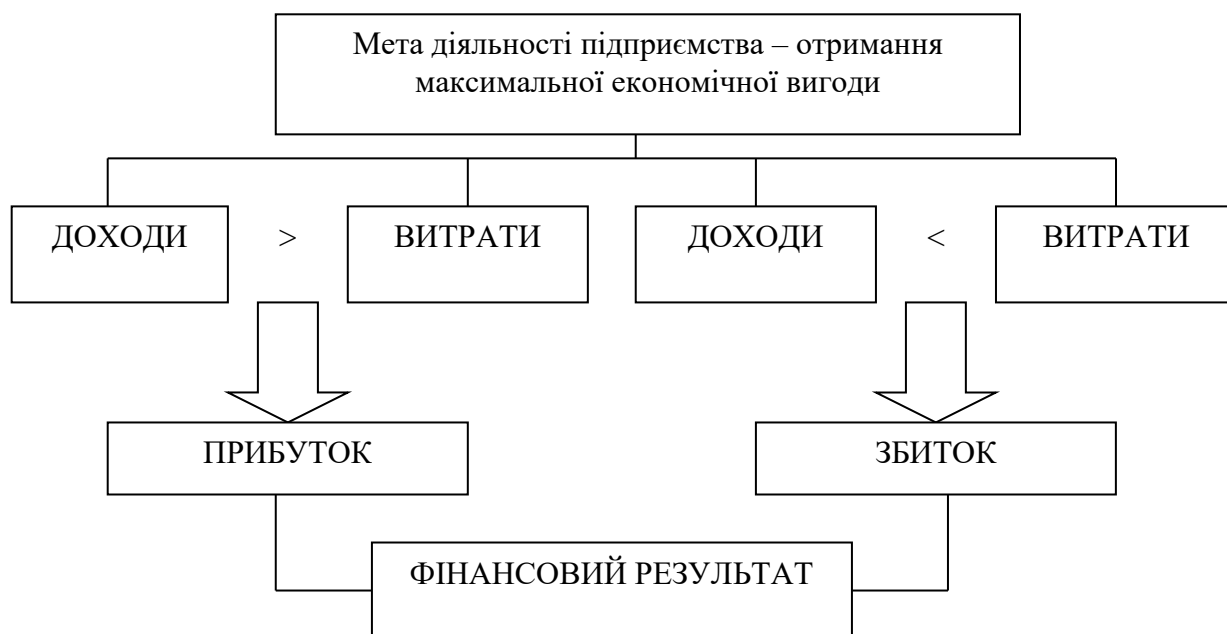 Мета діяльності підприємства – отримання
максимальної економічної вигоди
ДОХОДИ > ВИТРАТИ ДОХОДИ < ВИТРАТИ
ПРИБУТОК ЗБИТОК
ФІНАНСОВИЙ РЕЗУЛЬТАТ